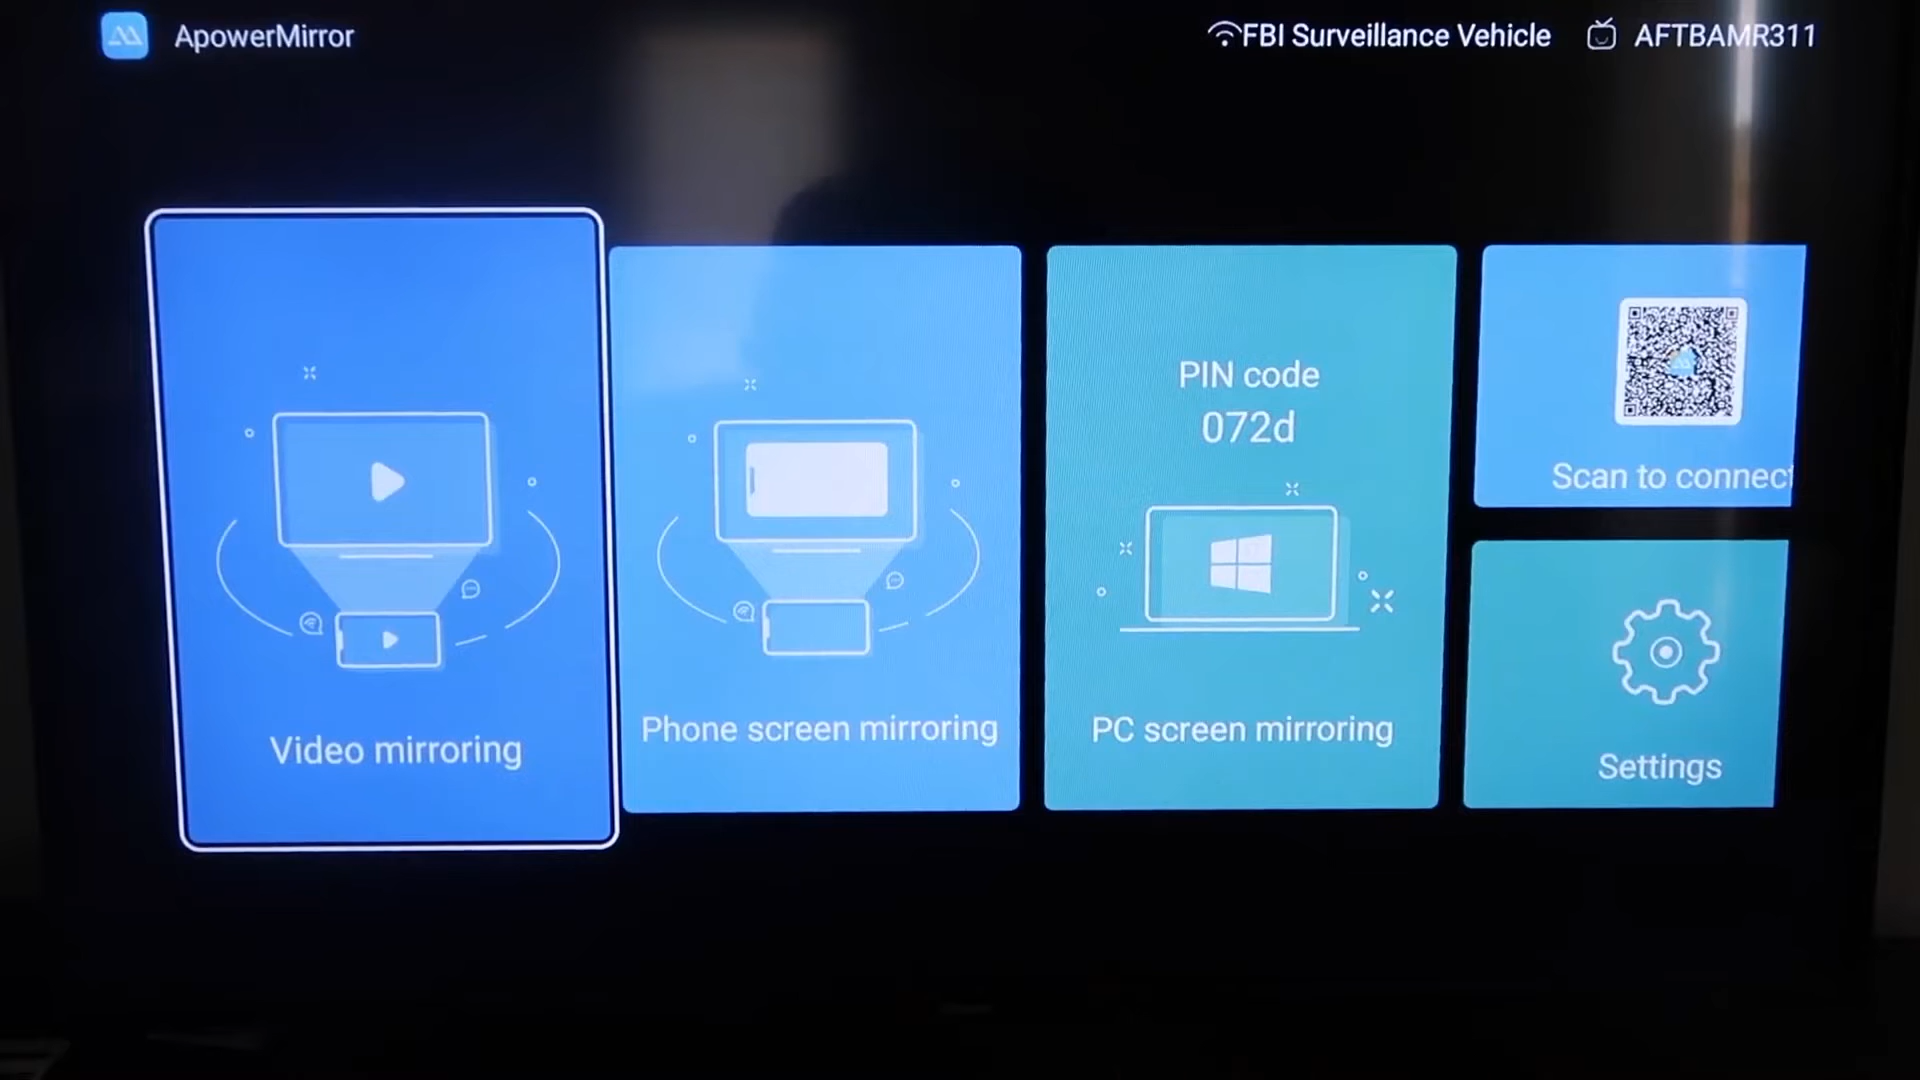 ApowerMirror
FBI Surveillance Vehicle
AFTBAMR311
Video mirroring
Phone screen mirroring
PIN code
072d
PC screen mirroring
Scan to connect
Settings